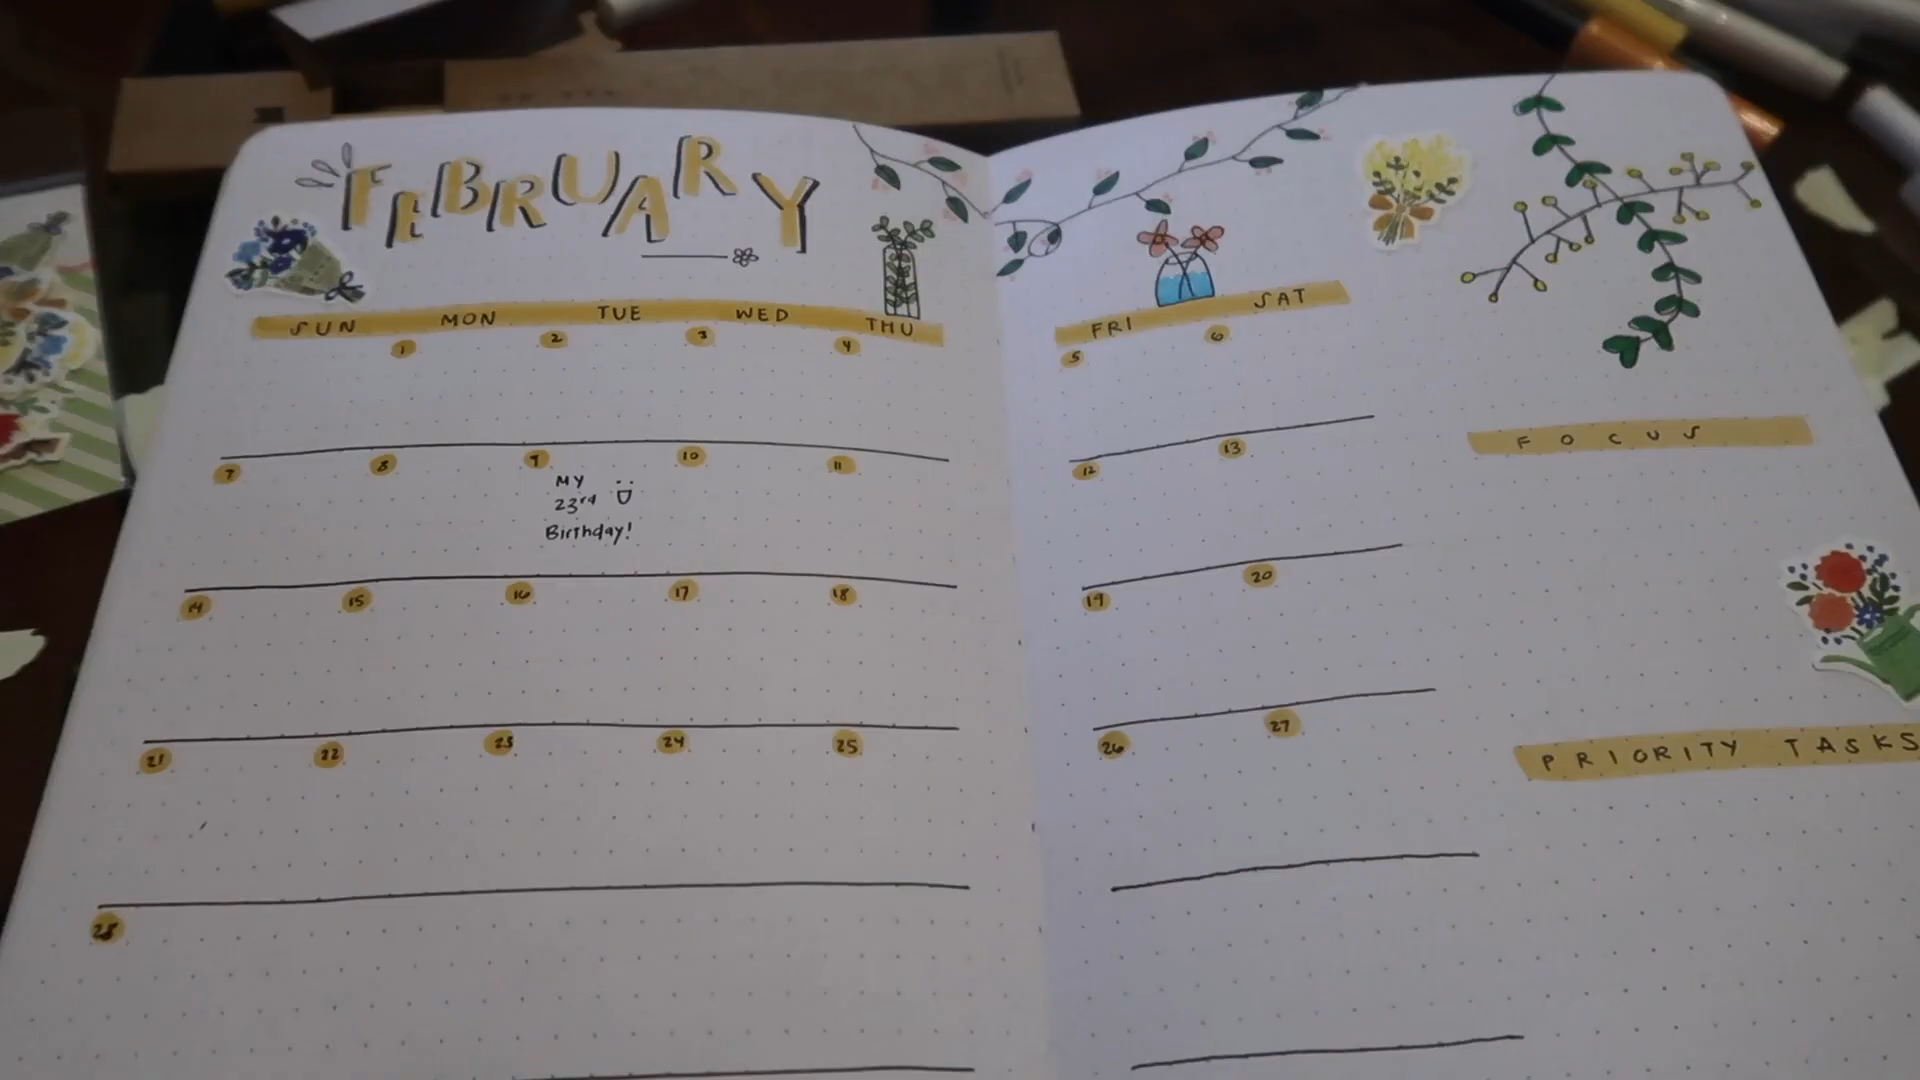 FEBRUARY
SUN MON TUE WED THU
FRI SAT
1 2 3 4
5 6
7 8 9 10 11
12 13
My
23rd
Birthday!
14 15 16 17 18
19 20
21 22 23 24 25
26 27
28
FOCUS
PRIORITY TASKS